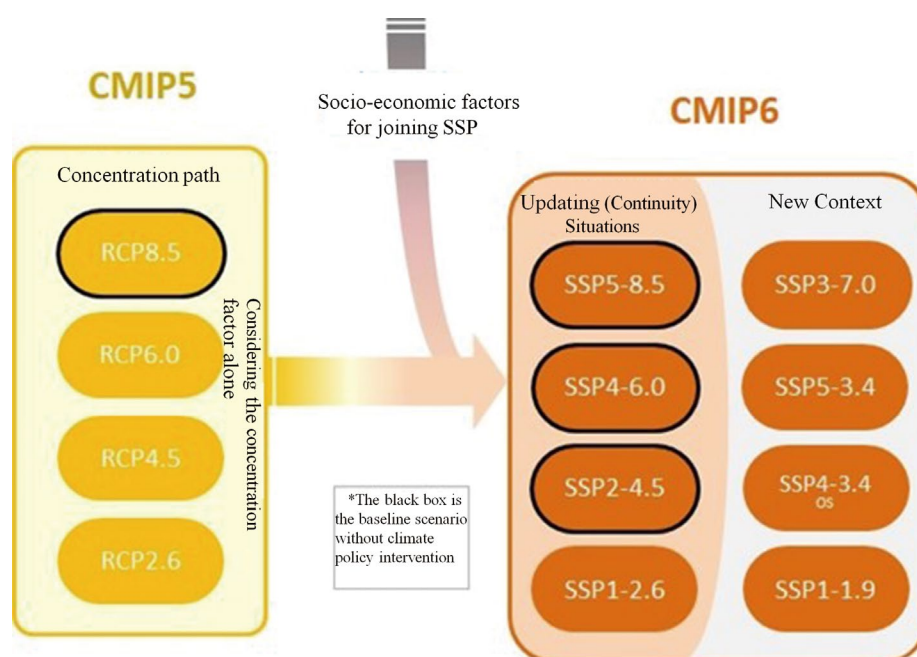 CMIP5
Concentration path
RCP8.5
RCP6.0
RCP4.5
RCP2.6
Considering the concentration
factor alone
Socio-economic factors
for joining SSP
*The black box is
the baseline scenario
without climate
policy intervention
CMIP6
Updating (Continuity)
Situations
SSP5-8.5
SSP4-6.0
SSP2-4.5
SSP1-2.6
New Context
SSP3-7.0
SSP5-3.4
SSP4-3.4
OS
SSP1-1.9